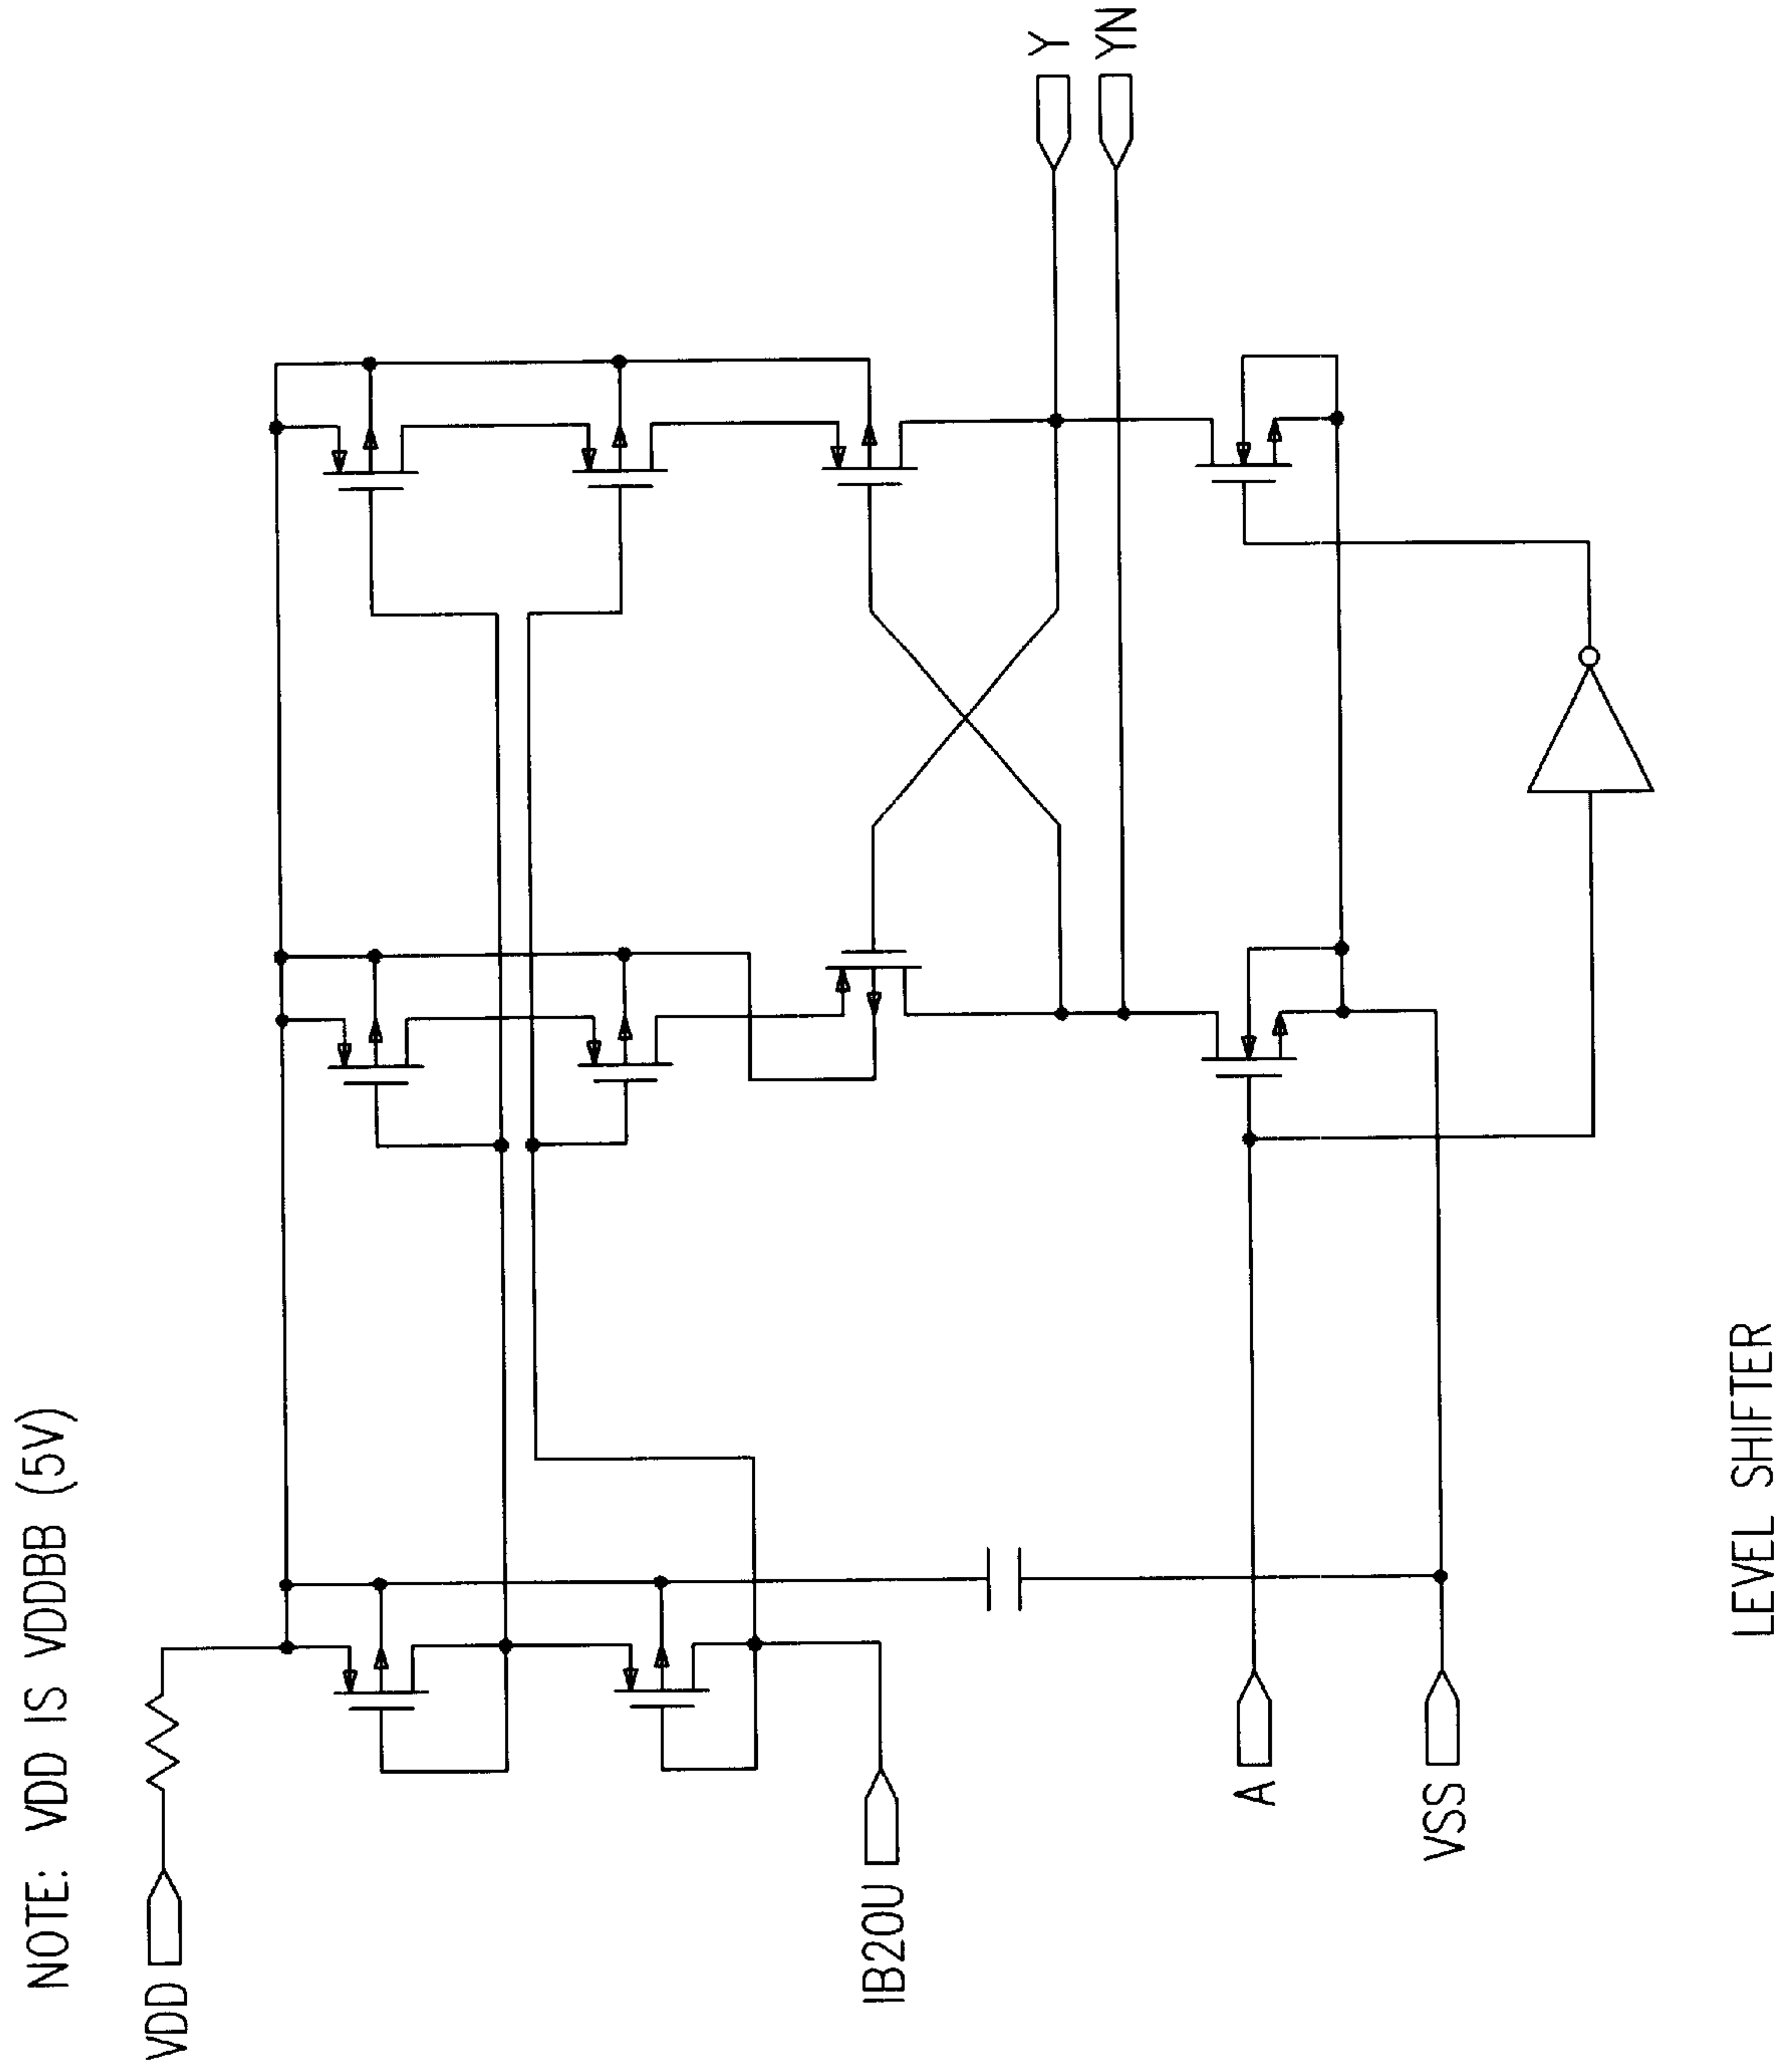 NOTE: VDD IS VDDBB (5V)
VDD
IB20U
A
VSS
Y
YN
LEVEL SHIFTER